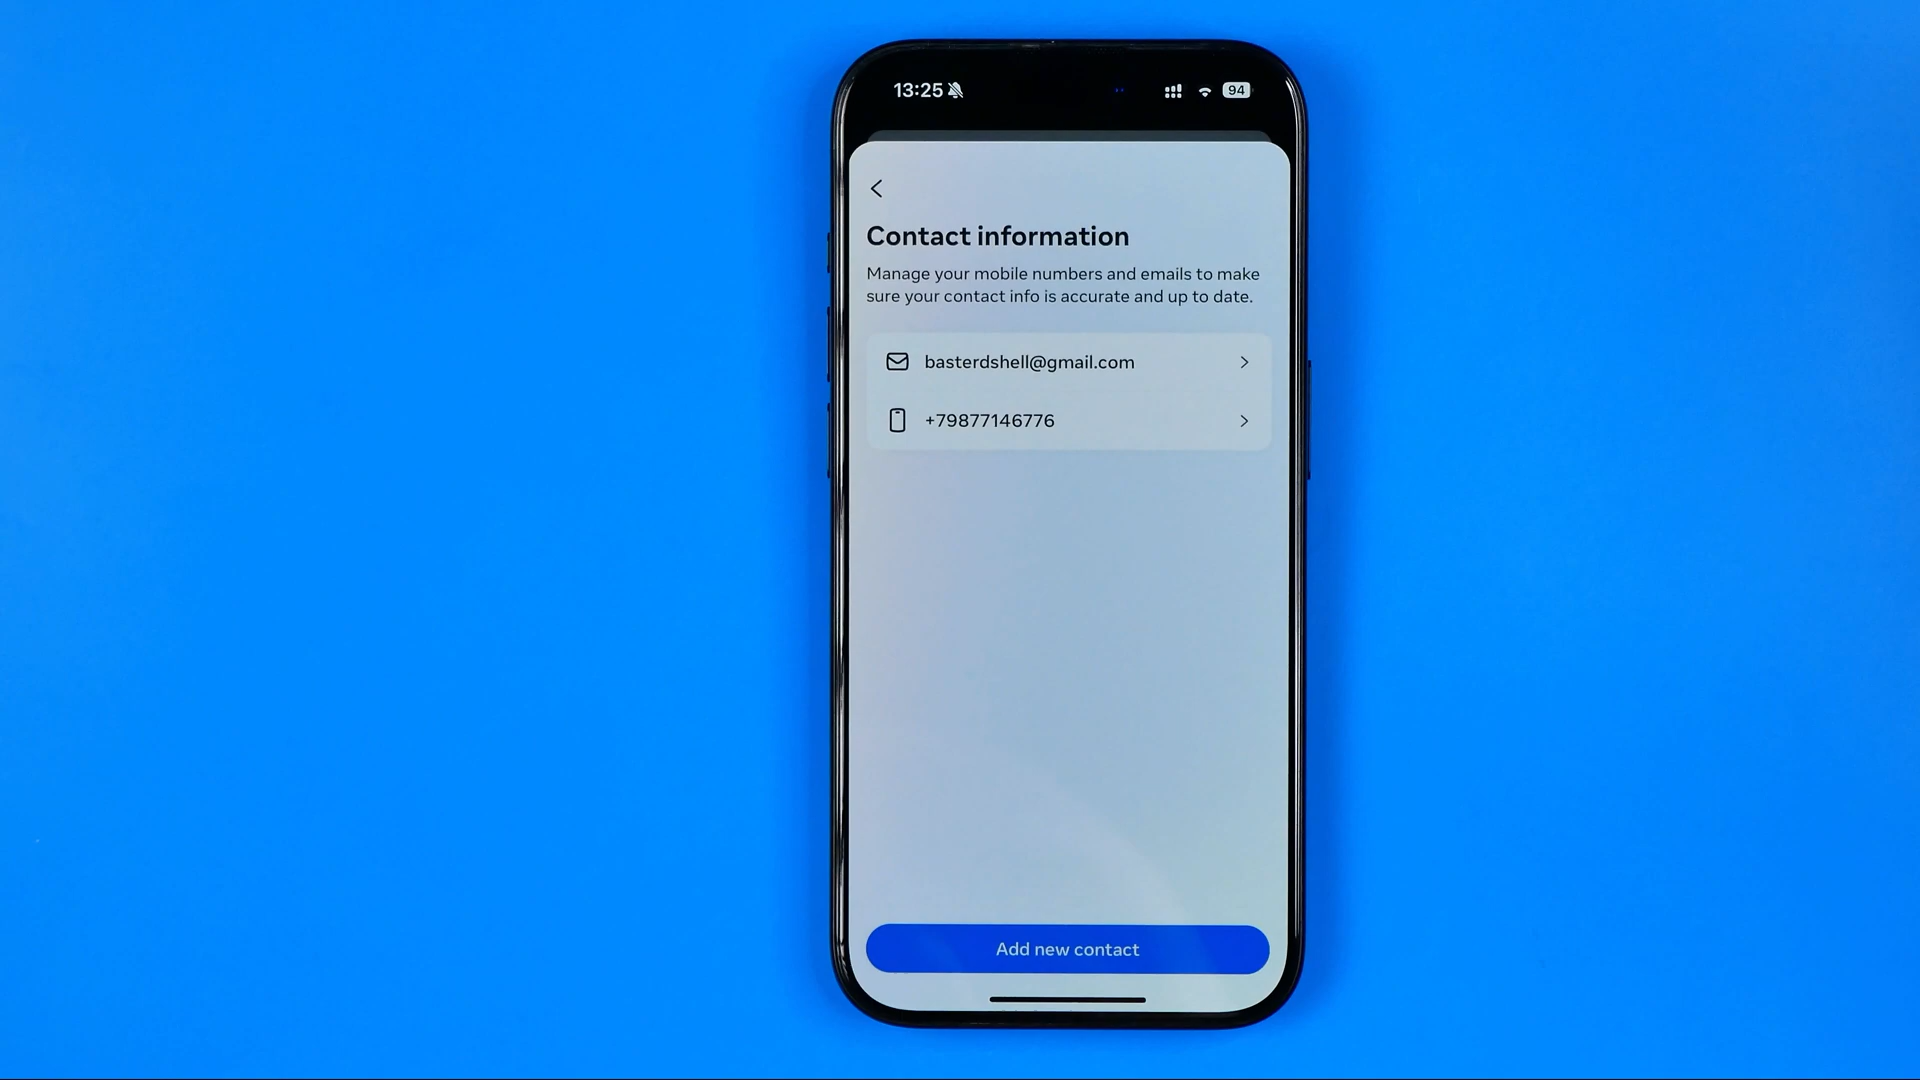 13:25
94
Contact information
Manage your mobile numbers and emails to make
sure your contact info is accurate and up to date.
basterdshell@gmail.com
+79877146776
Add new contact